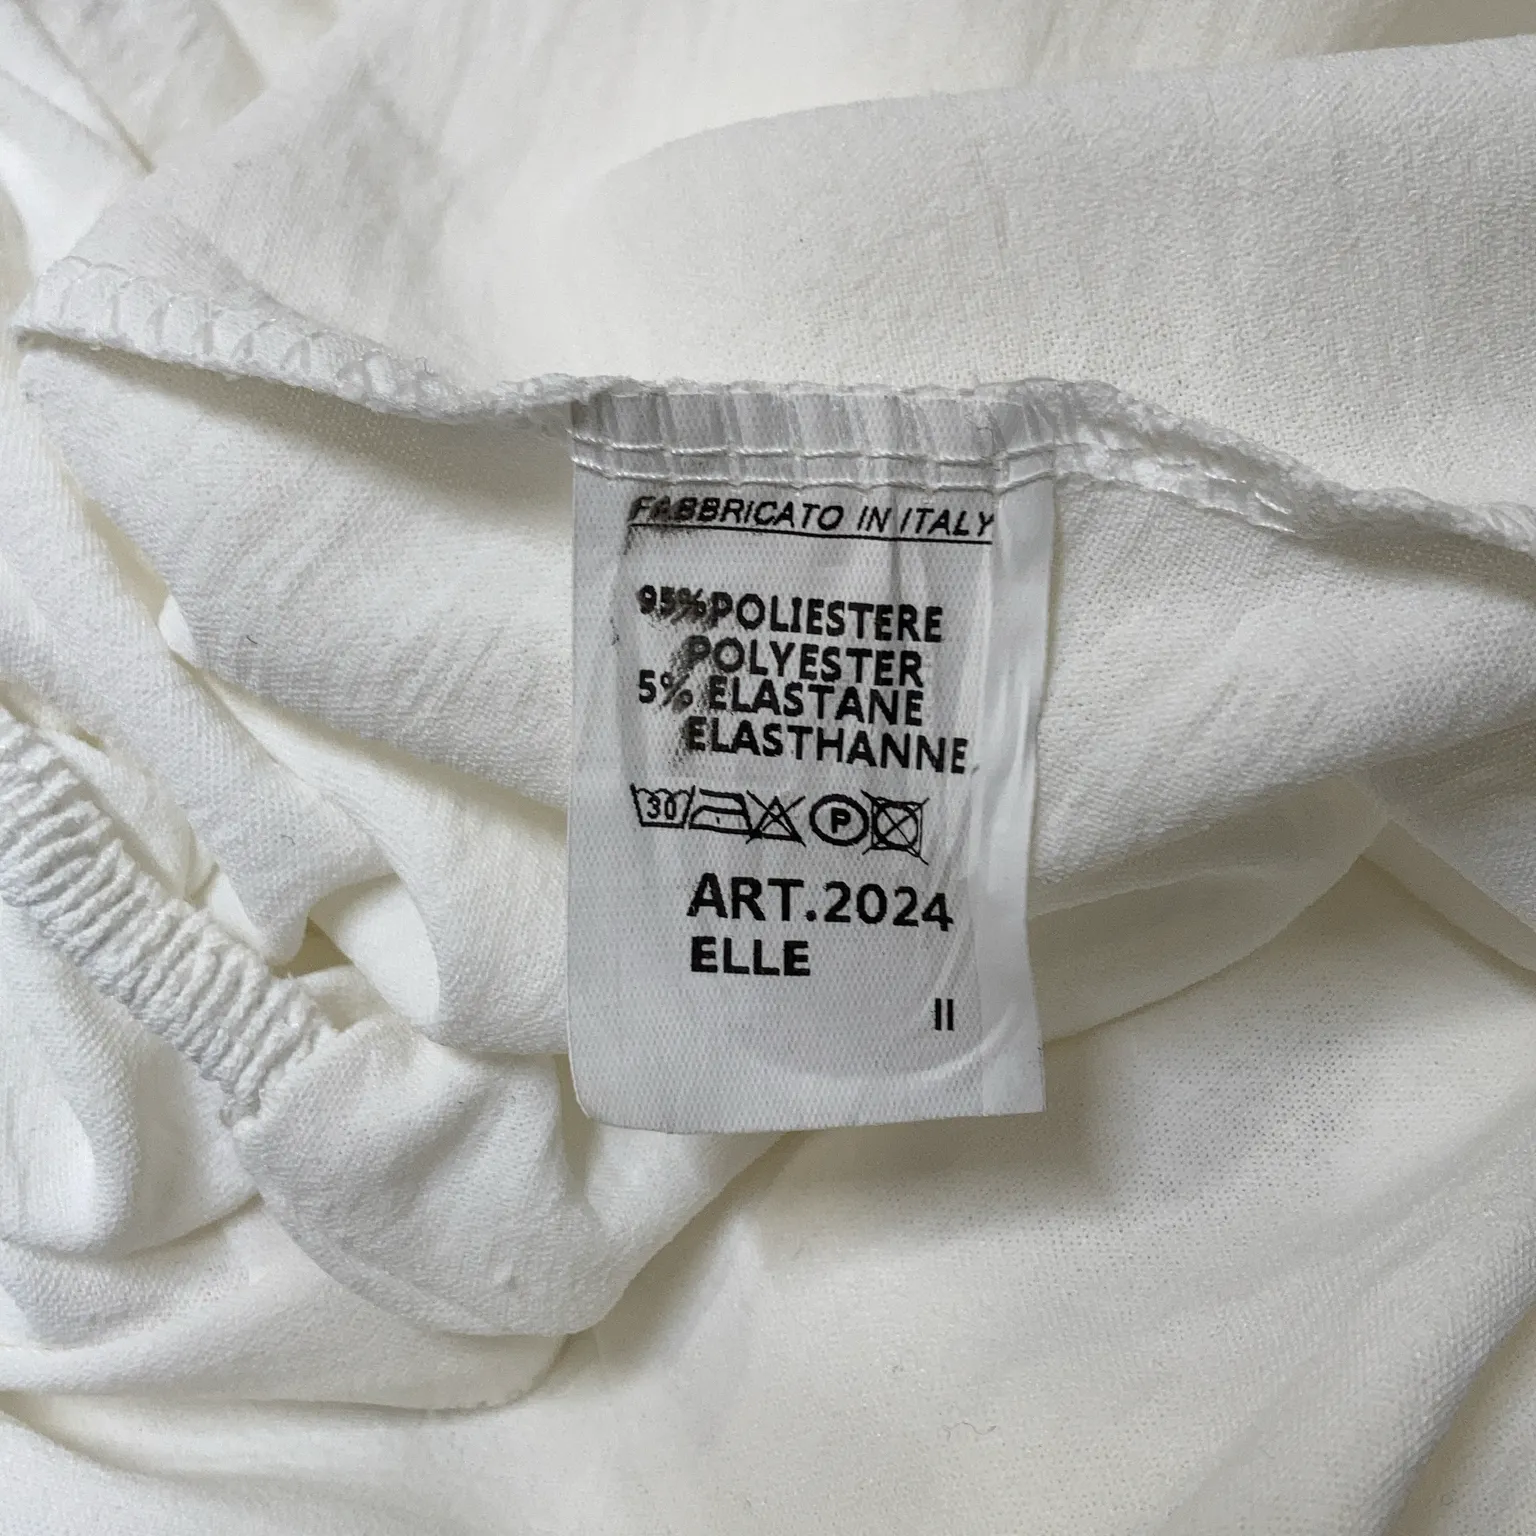 FABBRICATO IN ITALY
95% POLIESTERE
POLYESTER
5% ELASTANE
ELASTHANNE
30 P
ART.2024
ELLE
II